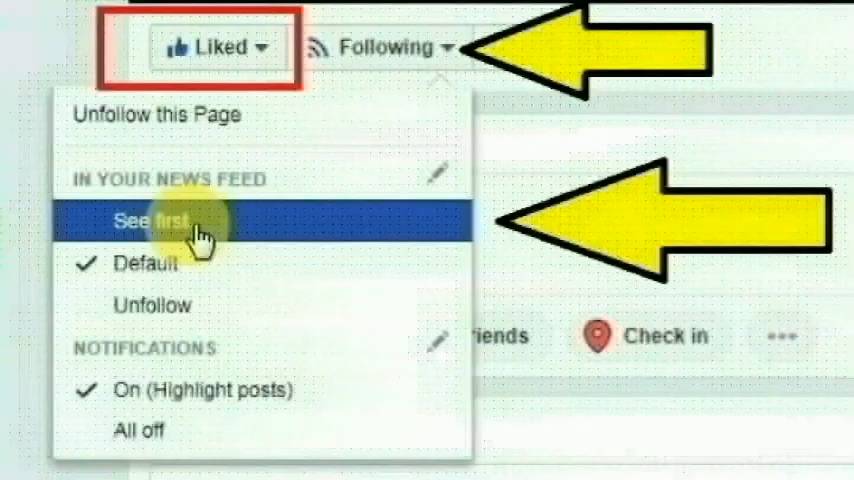 Liked Following
Unfollow this Page
IN YOUR NEWS FEED
See first
Default
Unfollow
riends Check in
NOTIFICATIONS
On (Highlight posts)
All off